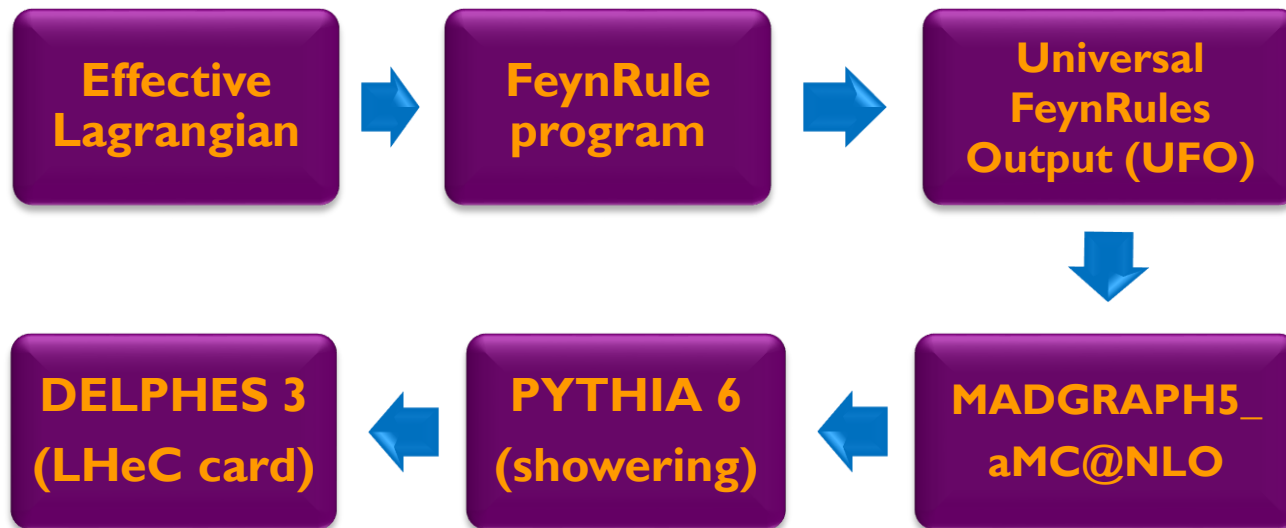 Effective
Lagrangian
FeynRule
program
Universal
FeynRules
Output (UFO)
MADGRAPH5_
aMC@NLO
PYTHIA 6
(showering)
DELPHES 3
(LHeC card)